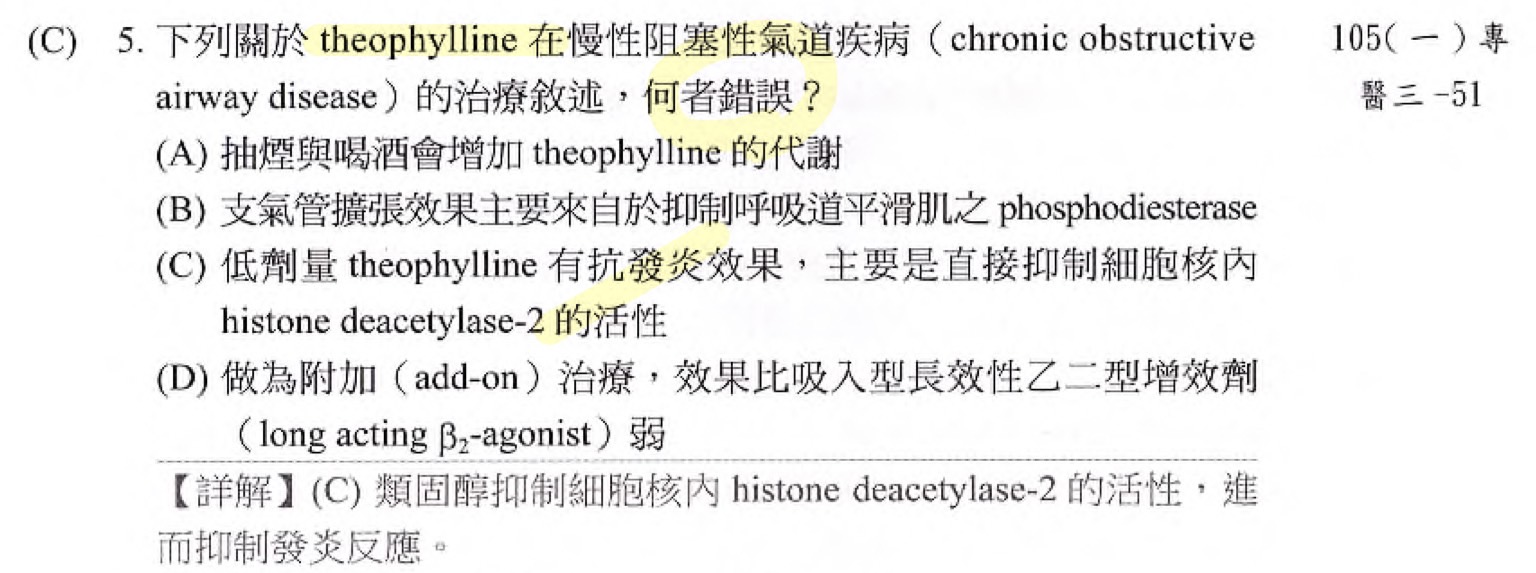 (C) 5. 下列關於 theophylline 在慢性阻塞性氣道疾病（chronic obstructive 105(一)專
airway disease）的治療敘述，何者錯誤？ 醫三-51
(A) 抽煙與喝酒會增加 theophylline 的代謝
(B) 支氣管擴張效果主要來自於抑制呼吸道平滑肌之 phosphodiesterase
(C) 低劑量 theophylline 有抗發炎效果，主要是直接抑制細胞核內
histone deacetylase-2 的活性
(D) 做為附加（add-on）治療，效果比吸入型長效性乙二型增效劑
（long acting β₂-agonist）弱
【詳解】(C) 類固醇抑制細胞核內 histone deacetylase-2 的活性，進
而抑制發炎反應。